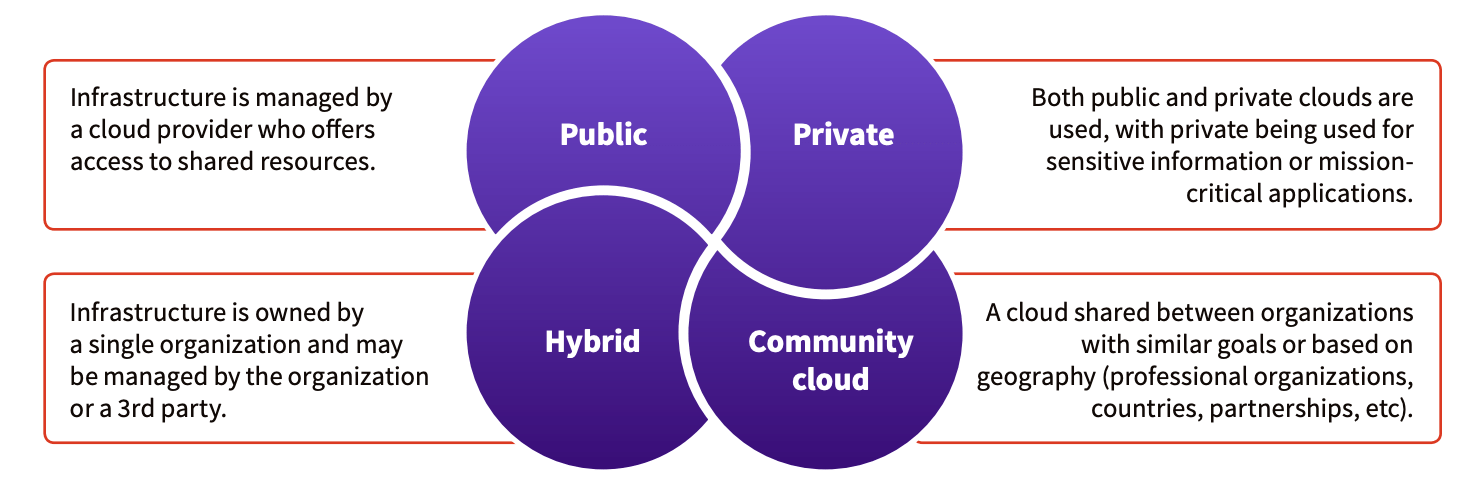 Infrastructure is managed by
a cloud provider who offers
access to shared resources.
Public
Private
Both public and private clouds are
used, with private being used for
sensitive information or mission-
critical applications.
Infrastructure is owned by
a single organization and may
be managed by the organization
or a 3rd party.
Hybrid
Community
cloud
A cloud shared between organizations
with similar goals or based on
geography (professional organizations,
countries, partnerships, etc).